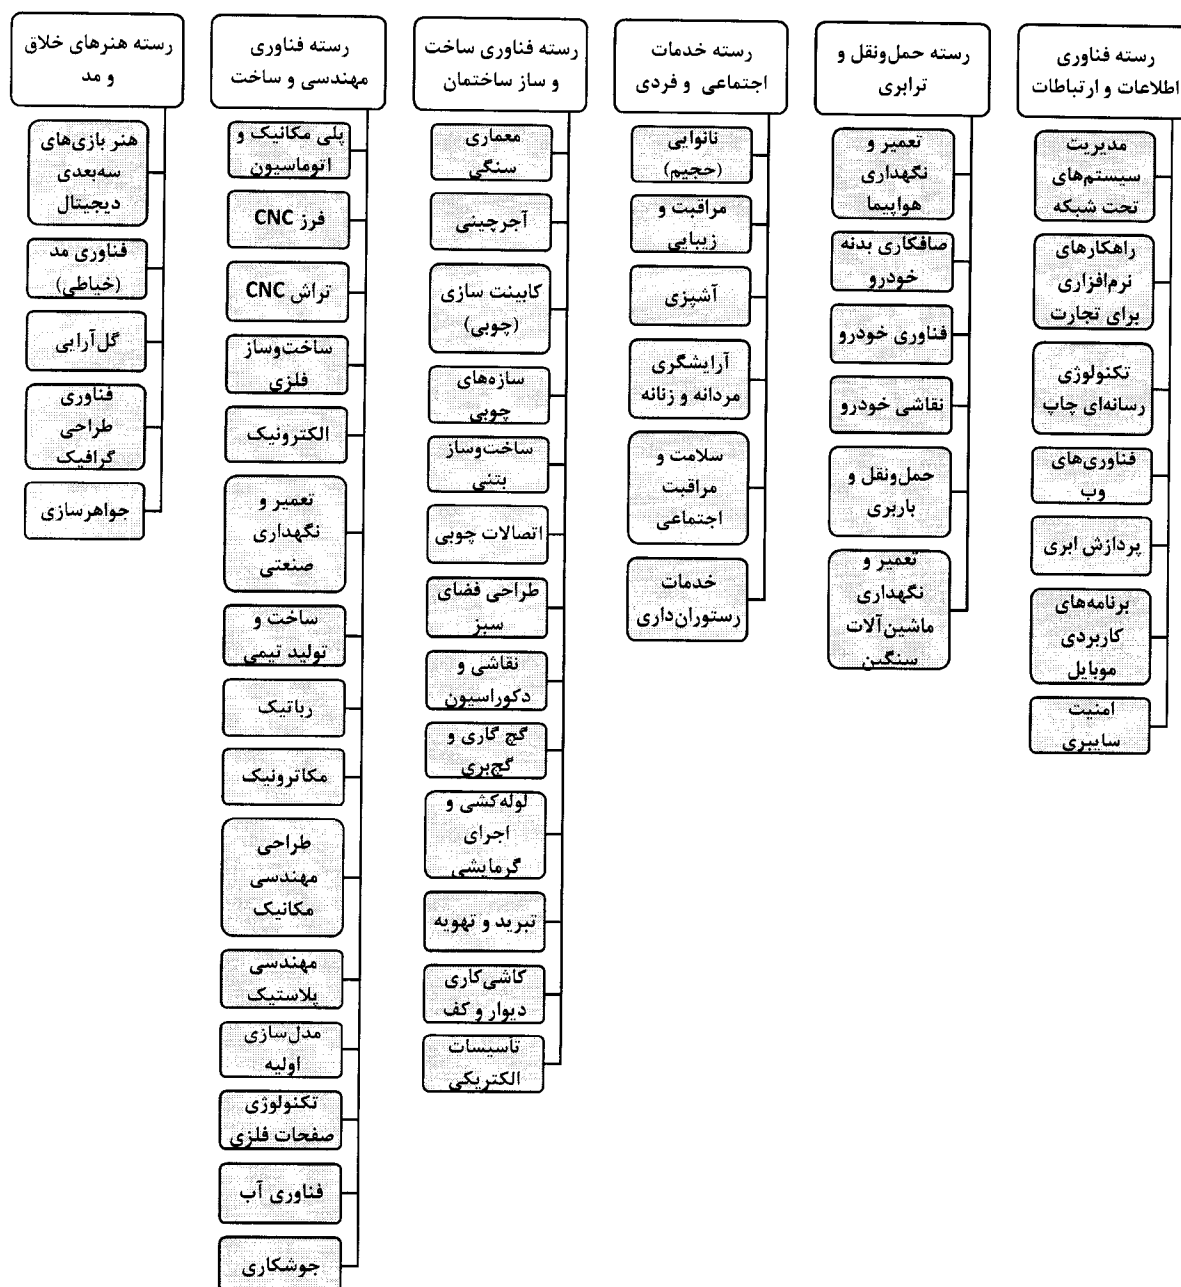 رسته فناوری
اطلاعات و ارتباطات
مدیریت
سیستم‌های
تحت شبکه
راهکارهای
نرم‌افزاری
برای تجارت
تکنولوژی
رسانه‌ای چاپ
فناوری‌های
وب
پردازش ابری
برنامه‌های
کاربردی
موبایل
امنیت
سایبری
رسته حمل‌ونقل و
ترابری
تعمیر و
نگهداری
هواپیما
صافکاری بدنه
خودرو
فناوری خودرو
نقاشی خودرو
حمل‌ونقل و
باربری
تعمیر و
نگهداری
ماشین‌آلات
سنگین
رسته خدمات
اجتماعی و فردی
نانوایی
(حجیم)
مراقبت و
زیبایی
آشپزی
آرایشگری
مردانه و زنانه
سلامت و
مراقبت
اجتماعی
خدمات
رستوران‌داری
رسته فناوری ساخت
و ساز ساختمان
معماری
سنگی
آجرچینی
کابینت سازی
(چوبی)
سازه‌های
چوبی
ساخت‌وساز
بتنی
اتصالات چوبی
طراحی فضای
سبز
نقاشی و
دکوراسیون
گچ گاری و
گچ‌بری
لوله‌کشی و
اجرای
گرمایشی
تبرید و تهویه
کاشی‌کاری
دیوار و کف
تأسیسات
الکتریکی
رسته فناوری
مهندسی و ساخت
پلی مکانیک و
اتوماسیون
فرز CNC
تراش CNC
ساخت‌وساز
فلزی
الکترونیک
تعمیر و
نگهداری
صنعتی
ساخت و
تولید تیمی
رباتیک
مکاترونیک
طراحی
مهندسی
مکانیک
مهندسی
پلاستیک
مدل‌سازی
اولیه
تکنولوژی
صفحات فلزی
فناوری آب
جوشکاری
رسته هنرهای خلاق
و مد
هنر بازی‌های
سه‌بعدی
دیجیتال
فناوری مد
(خیاطی)
گل‌آرایی
فناوری
طراحی
گرافیک
جواهرسازی